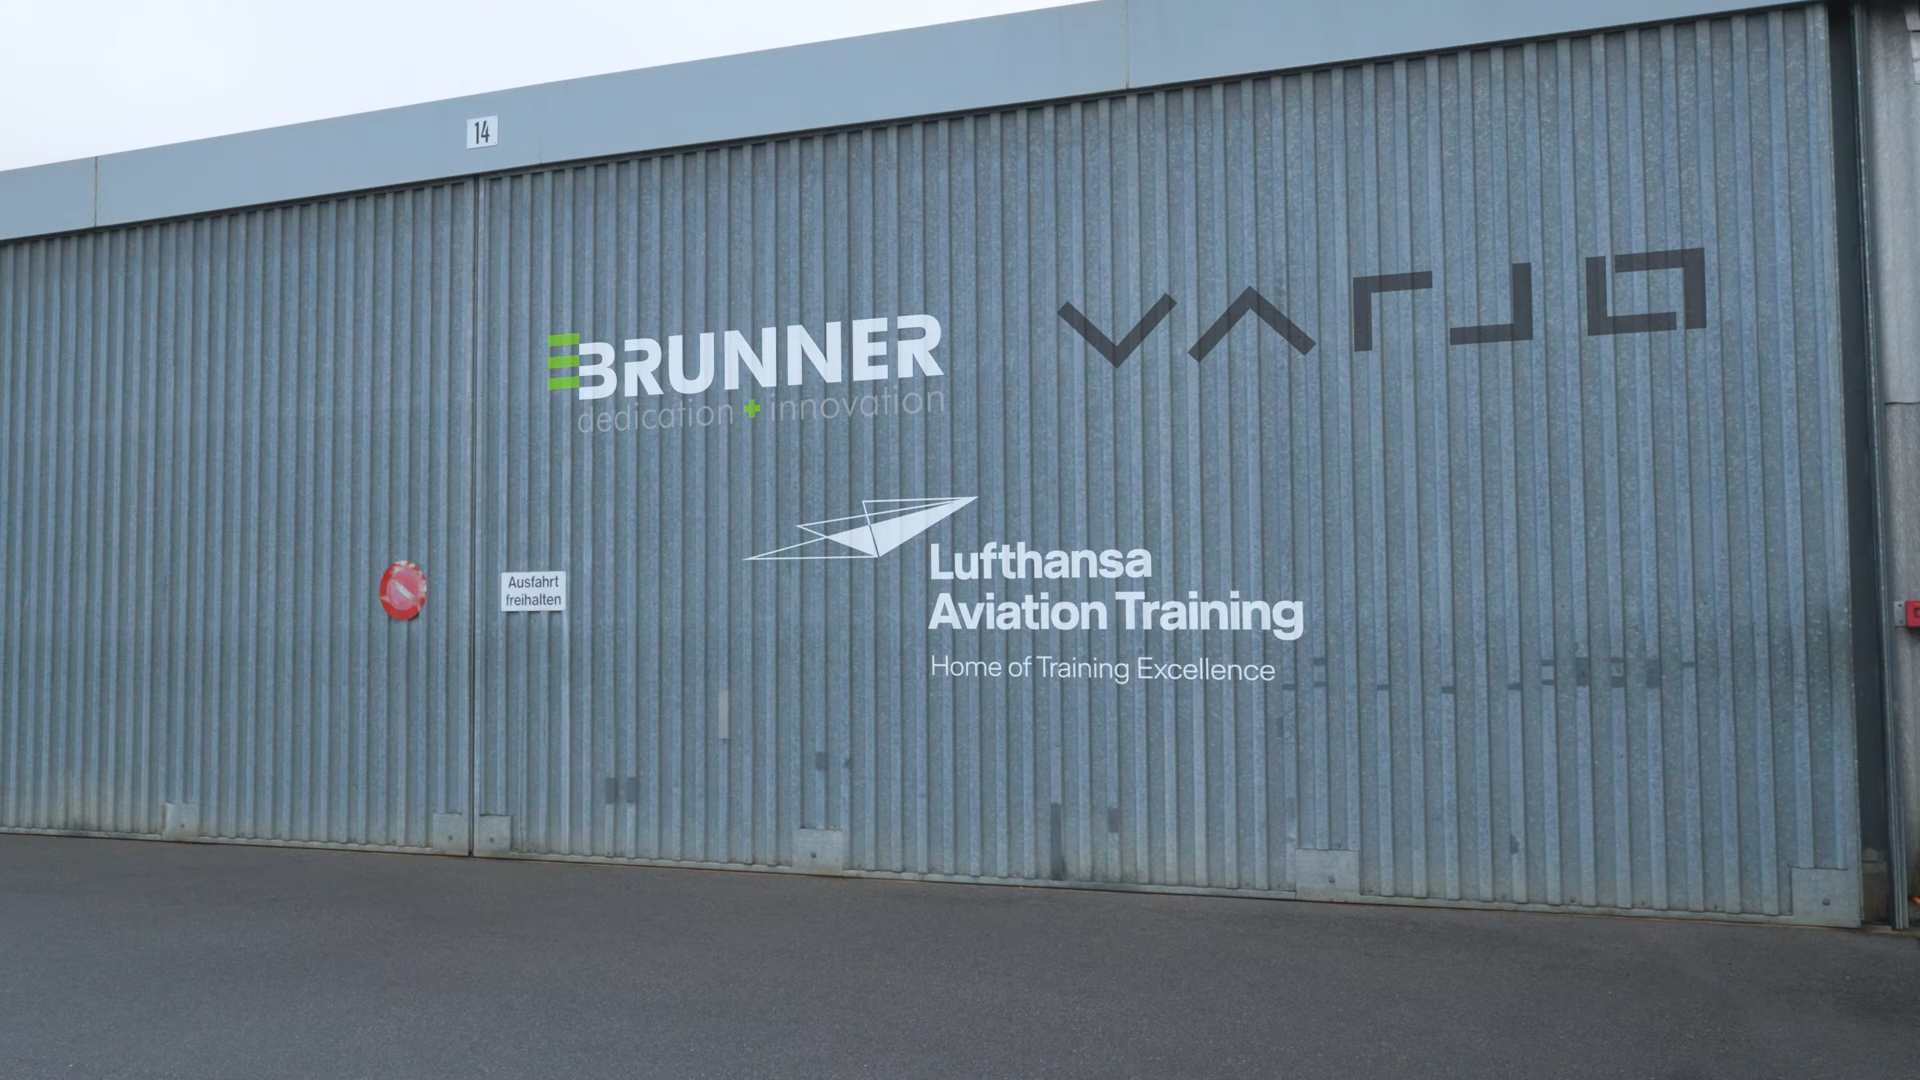 14
BRUNNER
dedication + innovation
VARJO
Lufthansa
Aviation Training
Home of Training Excellence
Ausfahrt
freihalten